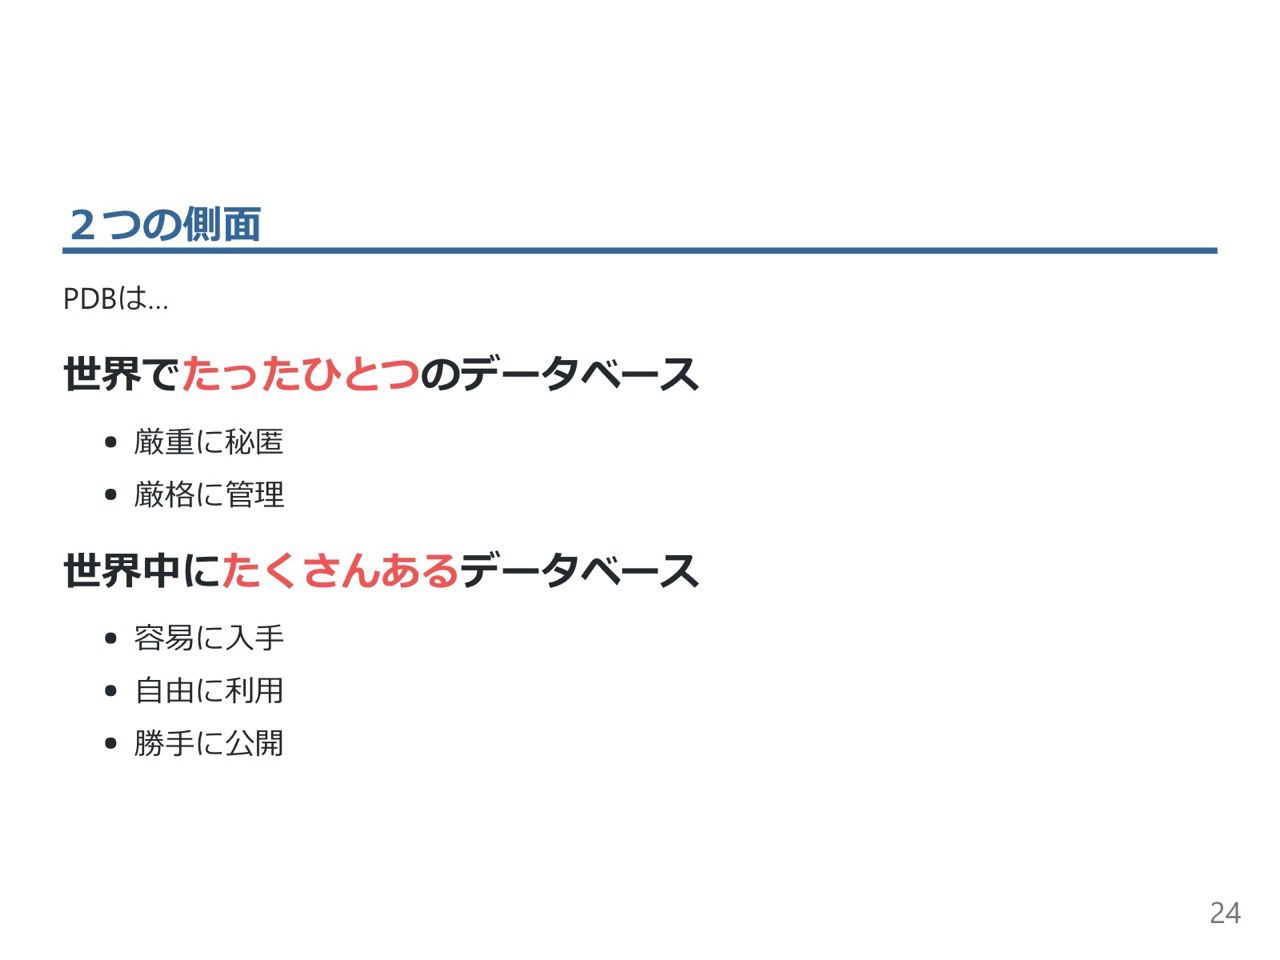 ２つの側面
PDBは...
世界でたったひとつのデータベース
• 厳重に秘匿
• 厳格に管理
世界中にたくさんあるデータベース
• 容易に入手
• 自由に利用
• 勝手に公開
24